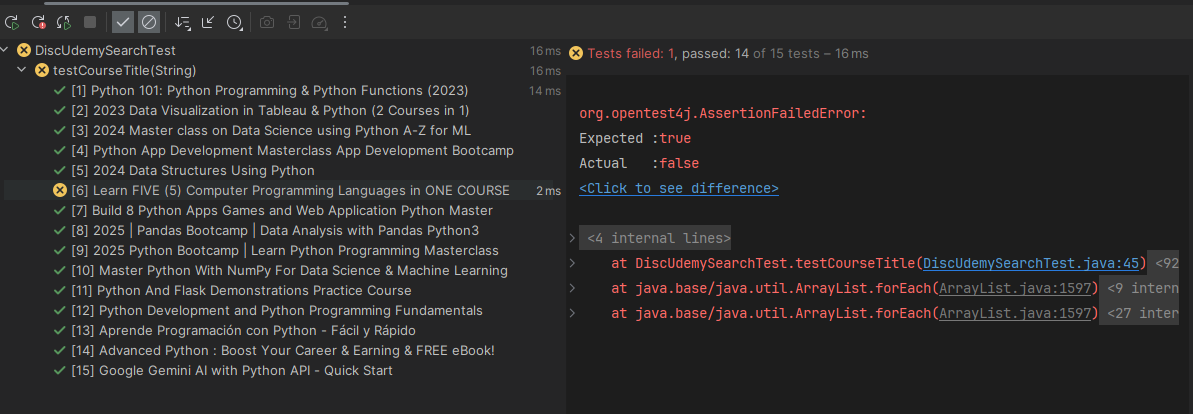 DiscUdemySearchTest 16 ms
testCourseTitle(String) 16 ms
[1] Python 101: Python Programming & Python Functions (2023) 14 ms
[2] 2023 Data Visualization in Tableau & Python (2 Courses in 1)
[3] 2024 Master class on Data Science using Python A-Z for ML
[4] Python App Development Masterclass App Development Bootcamp
[5] 2024 Data Structures Using Python
[6] Learn FIVE (5) Computer Programming Languages in ONE COURSE 2 ms
[7] Build 8 Python Apps Games and Web Application Python Master
[8] 2025 | Pandas Bootcamp | Data Analysis with Pandas Python3
[9] 2025 Python Bootcamp | Learn Python Programming Masterclass
[10] Master Python With NumPy For Data Science & Machine Learning
[11] Python And Flask Demonstrations Practice Course
[12] Python Development and Python Programming Fundamentals
[13] Aprende Programación con Python - Fácil y Rápido
[14] Advanced Python : Boost Your Career & Earning & FREE eBook!
[15] Google Gemini AI with Python API - Quick Start
Tests failed: 1, passed: 14 of 15 tests – 16 ms
org.opentest4j.AssertionFailedError:
Expected :true
Actual   :false
<Click to see difference>
<4 internal lines>
at DiscUdemySearchTest.testCourseTitle(DiscUdemySearchTest.java:45) <92
at java.base/java.util.ArrayList.forEach(ArrayList.java:1597) <9 intern
at java.base/java.util.ArrayList.forEach(ArrayList.java:1597) <27 inter